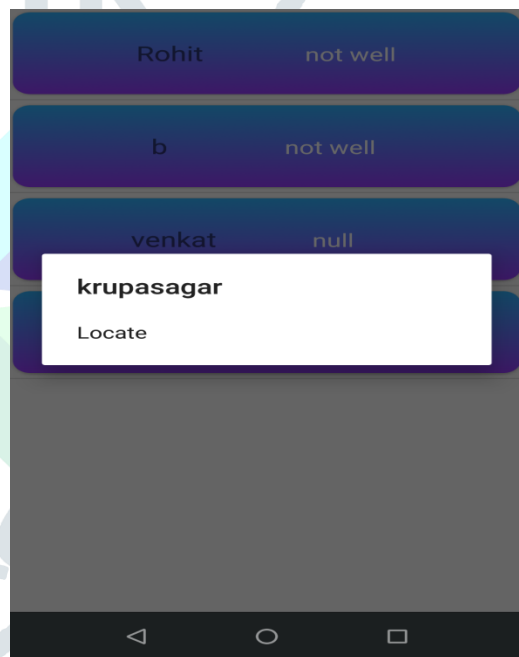 Rohit not well
b not well
venkat null
krupasagar
Locate